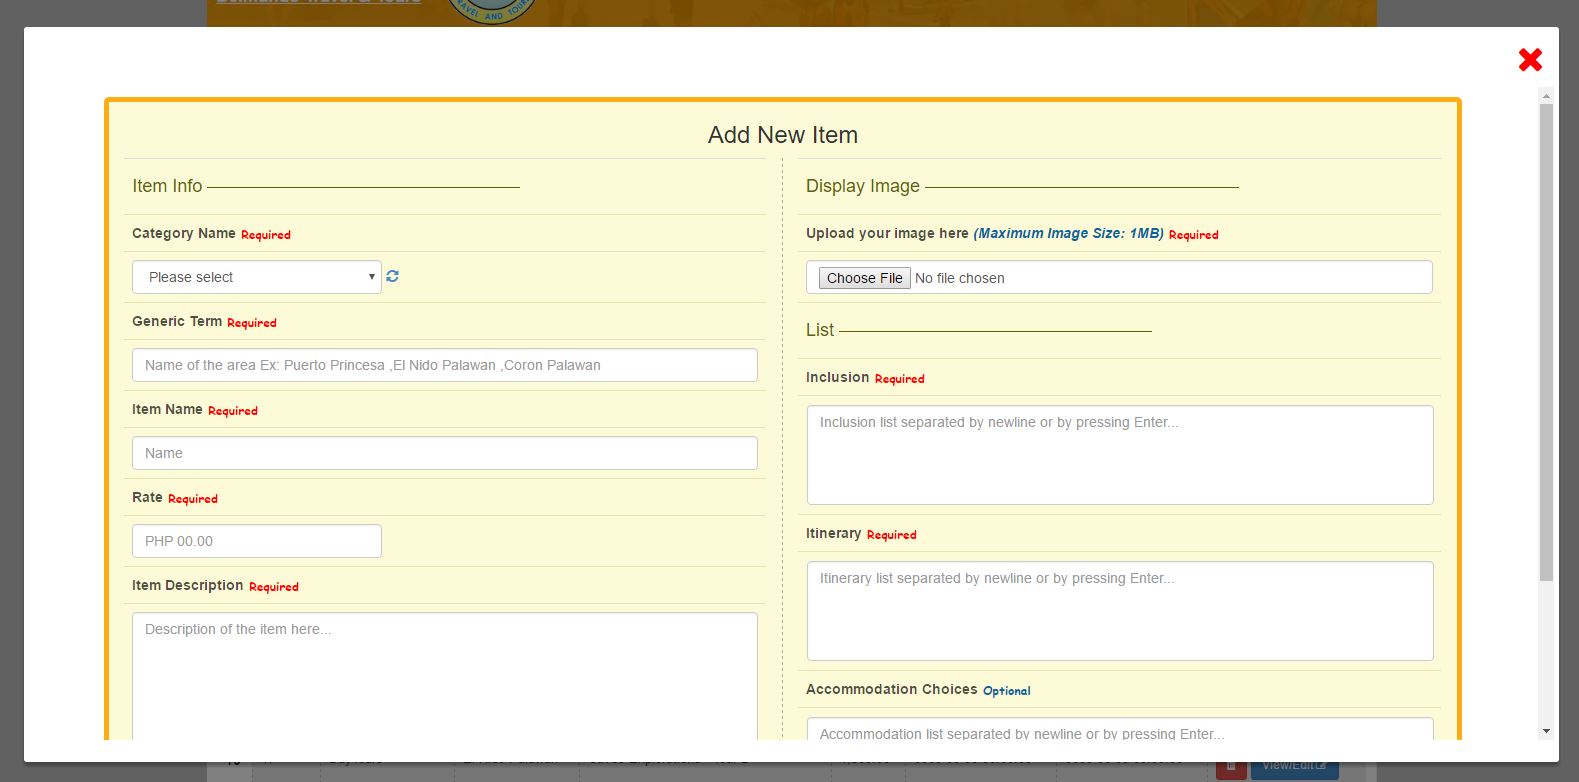 TRAVEL AND TOUR
Add New Item
Item Info
Category Name Required
Please select
Generic Term Required
Name of the area Ex: Puerto Princesa ,El Nido Palawan ,Coron Palawan
Item Name Required
Name
Rate Required
PHP 00.00
Item Description Required
Description of the item here...
Display Image
Upload your image here (Maximum Image Size: 1MB) Required
Choose File No file chosen
List
Inclusion Required
Inclusion list separated by newline or by pressing Enter...
Itinerary Required
Itinerary list separated by newline or by pressing Enter...
Accommodation Choices Optional
Accommodation list separated by newline or by pressing Enter...
View/Edit